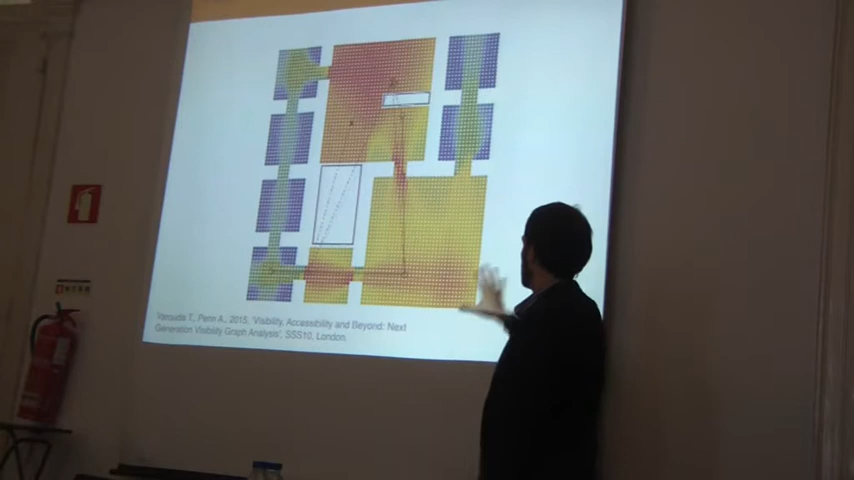 Varoudis T., Penn A., 2015, 'Visibility, Accessibility and Beyond: Next
Generation Visibility Graph Analysis', SSS10, London.